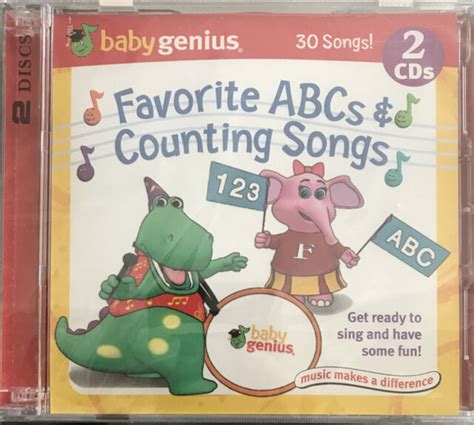 baby genius®
30 Songs!
2
CDs
2 DISCS
Favorite ABCs &
Counting Songs
123
ABC
F
baby
genius®
Get ready to
sing and have
some fun!
music makes a difference